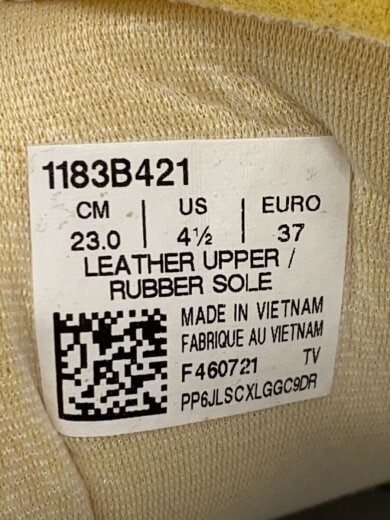 1183B421
CM | US | EURO
23.0 | 4½ | 37
LEATHER UPPER /
RUBBER SOLE
MADE IN VIETNAM
FABRIQUE AU VIETNAM
F460721 TV
PP6JLSCXLGGC9DR